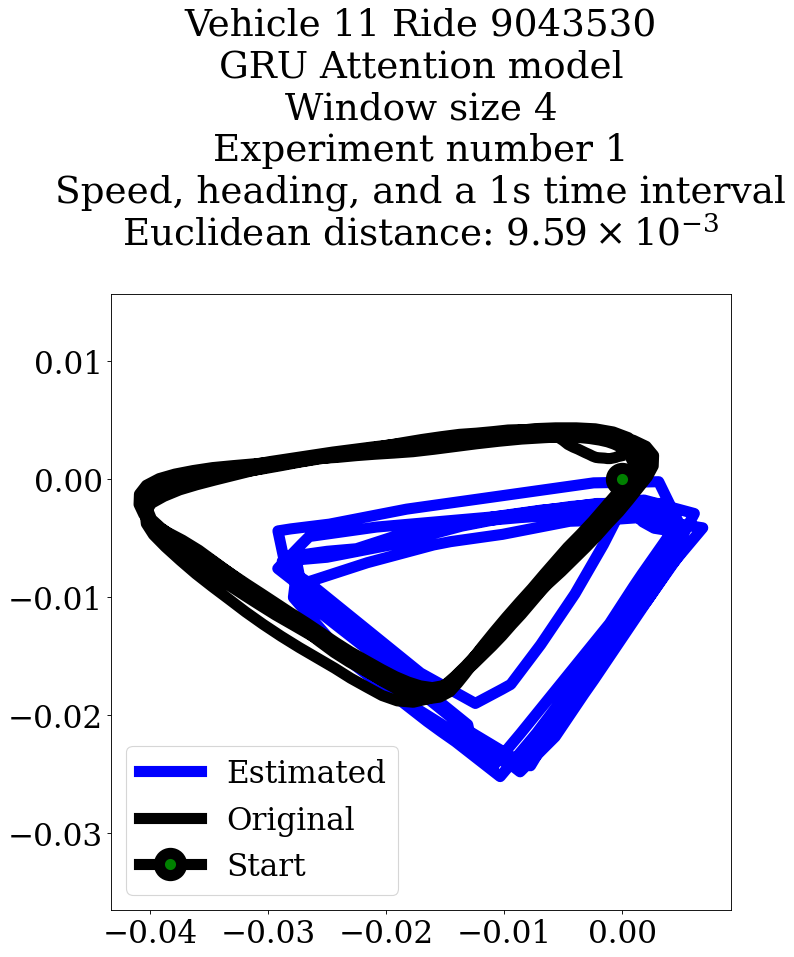 Vehicle 11 Ride 9043530
GRU Attention model
Window size 4
Experiment number 1
Speed, heading, and a 1s time interval
Euclidean distance: 9.59 × 10⁻³
0.01
0.00
−0.01
−0.02
−0.03
Estimated
Original
Start
−0.04 −0.03 −0.02 −0.01 0.00